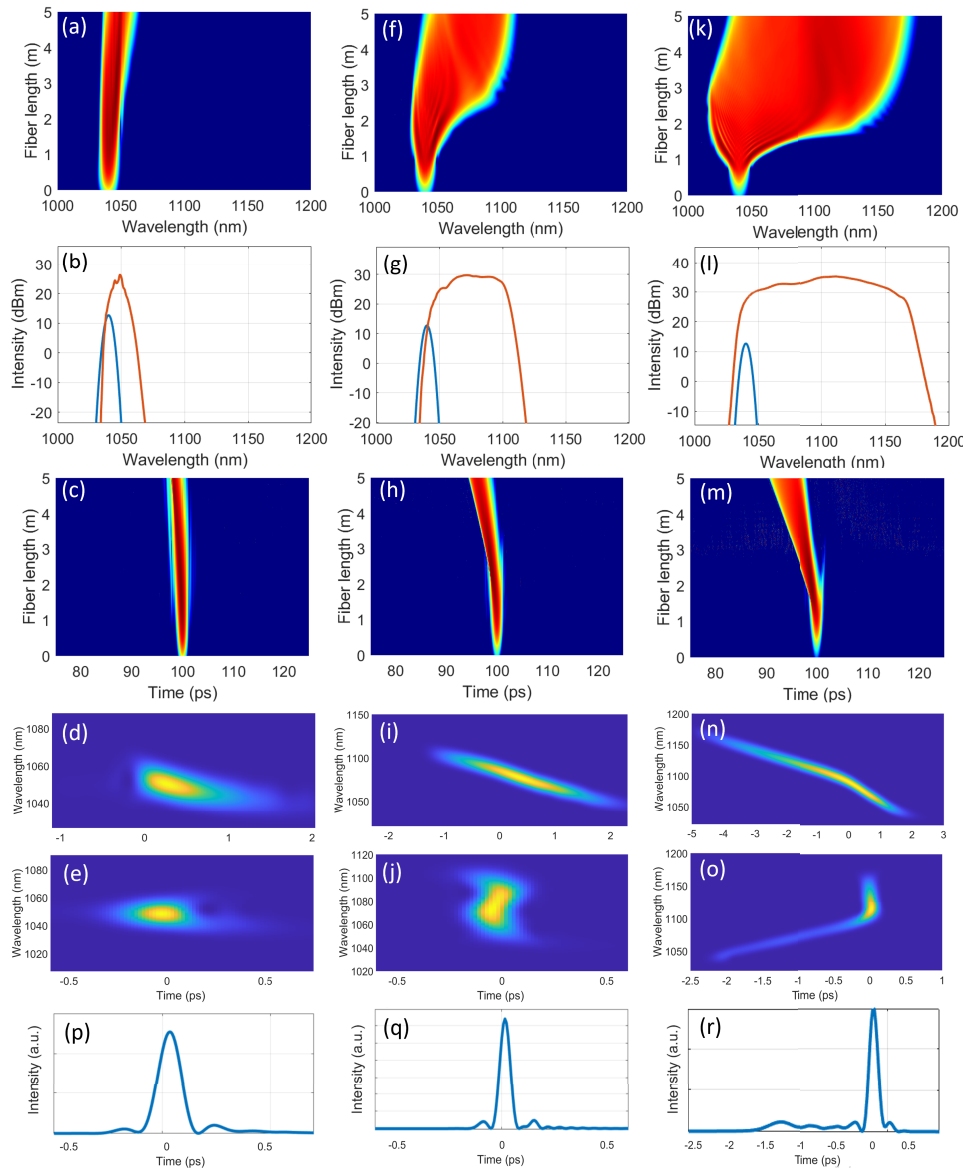 (a) (f) (k)
5 4 3 2 1 0
Fiber length (m)
1000 1050 1100 1150 1200
Wavelength (nm)
5 4 3 2 1 0
Fiber length (m)
1000 1050 1100 1150 1200
Wavelength (nm)
5 4 3 2 1 0
Fiber length (m)
1000 1050 1100 1150 1200
Wavelength (nm)
(b)
30 20 10 0 -10 -20
Intensity (dBm)
1000 1050 1100 1150 1200
Wavelength (nm)
(g)
30 20 10 0 -10 -20
Intensity (dBm)
1000 1050 1100 1150 1200
Wavelength (nm)
(l)
40 30 20 10 0 -10
Intensity (dBm)
1000 1050 1100 1150 1200
Wavelength (nm)
(c)
5 4 3 2 1 0
Fiber length (m)
80 90 100 110 120
Time (ps)
(h)
5 4 3 2 1 0
Fiber length (m)
80 90 100 110 120
Time (ps)
(m)
5 4 3 2 1 0
Fiber length (m)
80 90 100 110 120
Time (ps)
(d)
1080 1060 1040
Wavelength (nm)
-1 0 1 2
(i)
1150 1100 1050
Wavelength (nm)
-2 -1 0 1 2
(n)
1200 1150 1100 1050
Wavelength (nm)
-5 -4 -3 -2 -1 0 1 2 3
(e)
1080 1060 1040 1020
Wavelength (nm)
-0.5 0 0.5
Time (ps)
(j)
1120 1100 1080 1060 1040 1020
Wavelength (nm)
-0.5 0 0.5
Time (ps)
(o)
1200 1150 1100 1050
Wavelength (nm)
-2.5 -2 -1.5 -1 -0.5 0 0.5 1
Time (ps)
(p)
Intensity (a.u.)
-0.5 0 0.5
Time (ps)
(q)
Intensity (a.u.)
-0.5 0 0.5
Time (ps)
(r)
Intensity (a.u.)
-2.5 -2 -1.5 -1 -0.5 0 0.5
Time (ps)